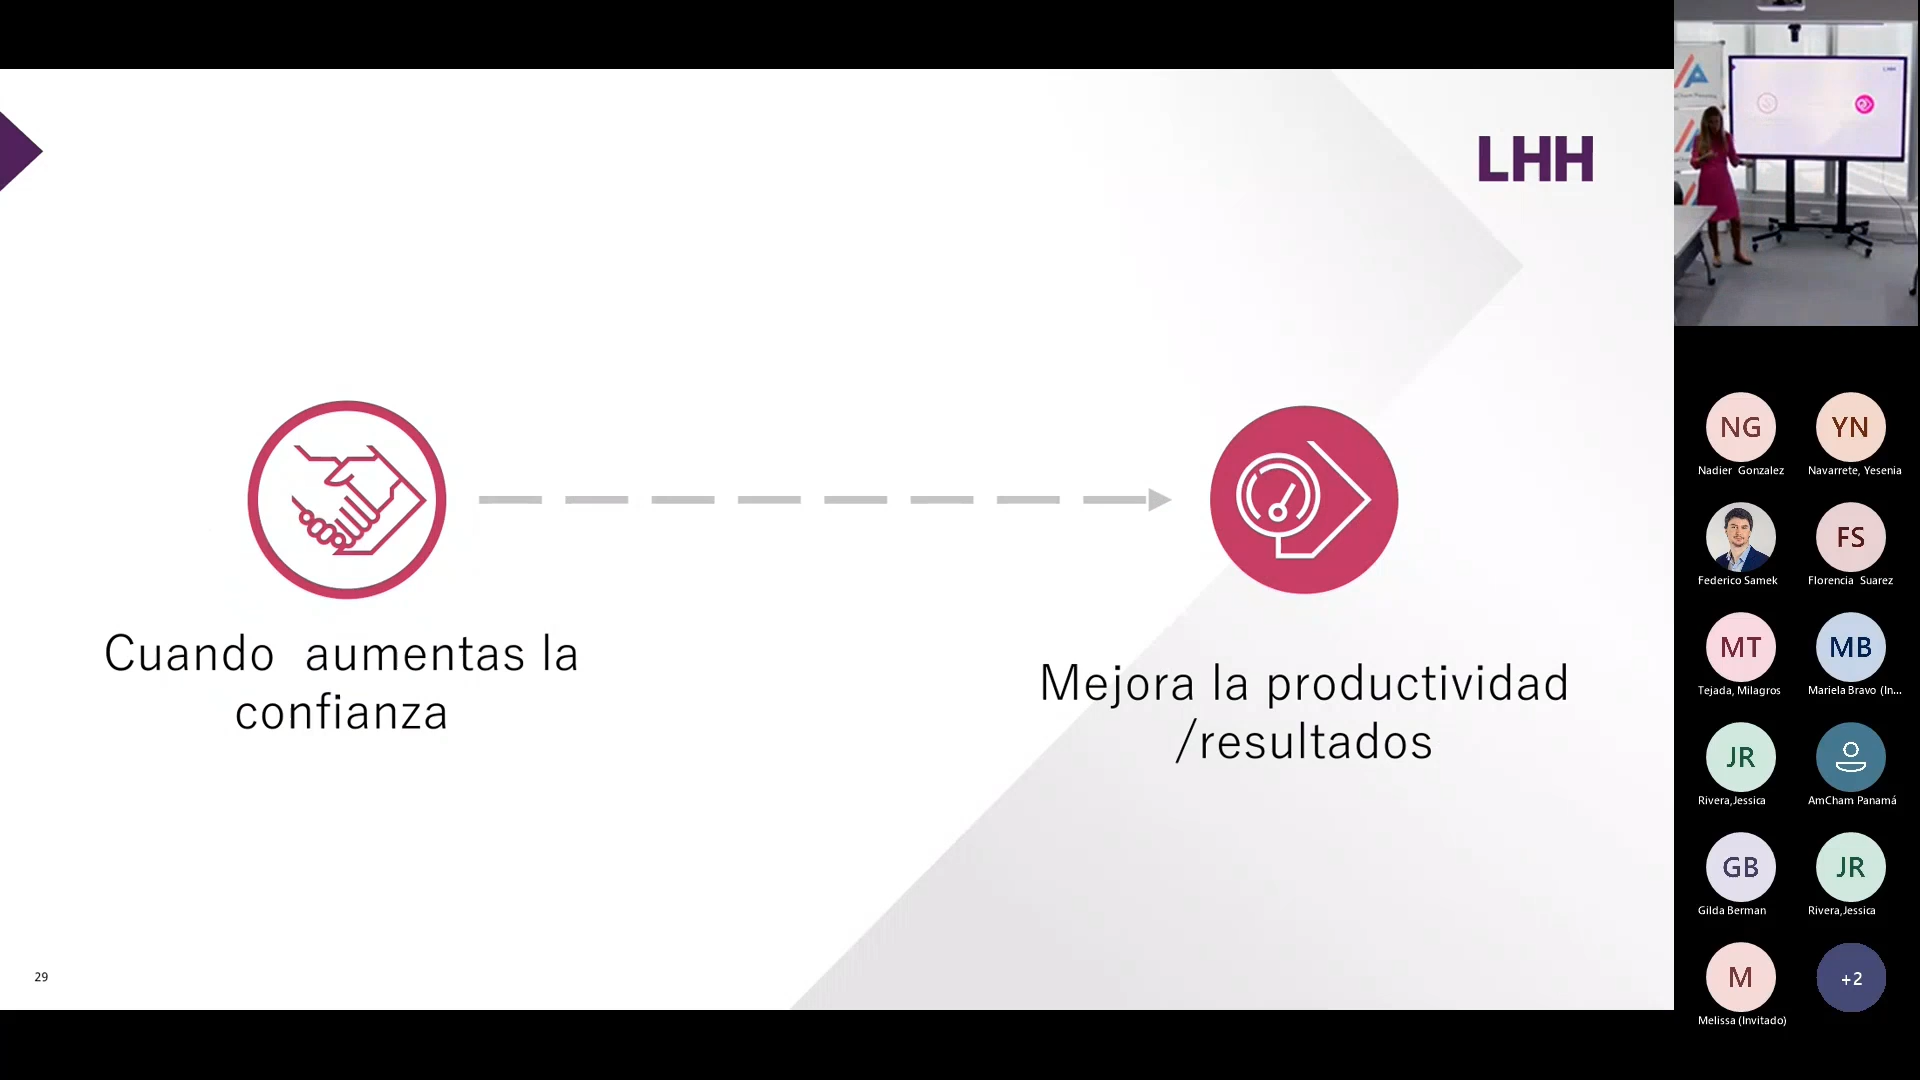 LHH
Cuando  aumentas la
confianza
Mejora la productividad
/resultados
29
LHH
NG
Nadier  Gonzalez
YN
Navarrete, Yesenia
Federico Samek
FS
Florencia  Suarez
MT
Tejada, Milagros
MB
Mariela Bravo (In...
JR
Rivera,Jessica
AmCham Panamá
GB
Gilda Berman
JR
Rivera,Jessica
M
Melissa (Invitado)
+2